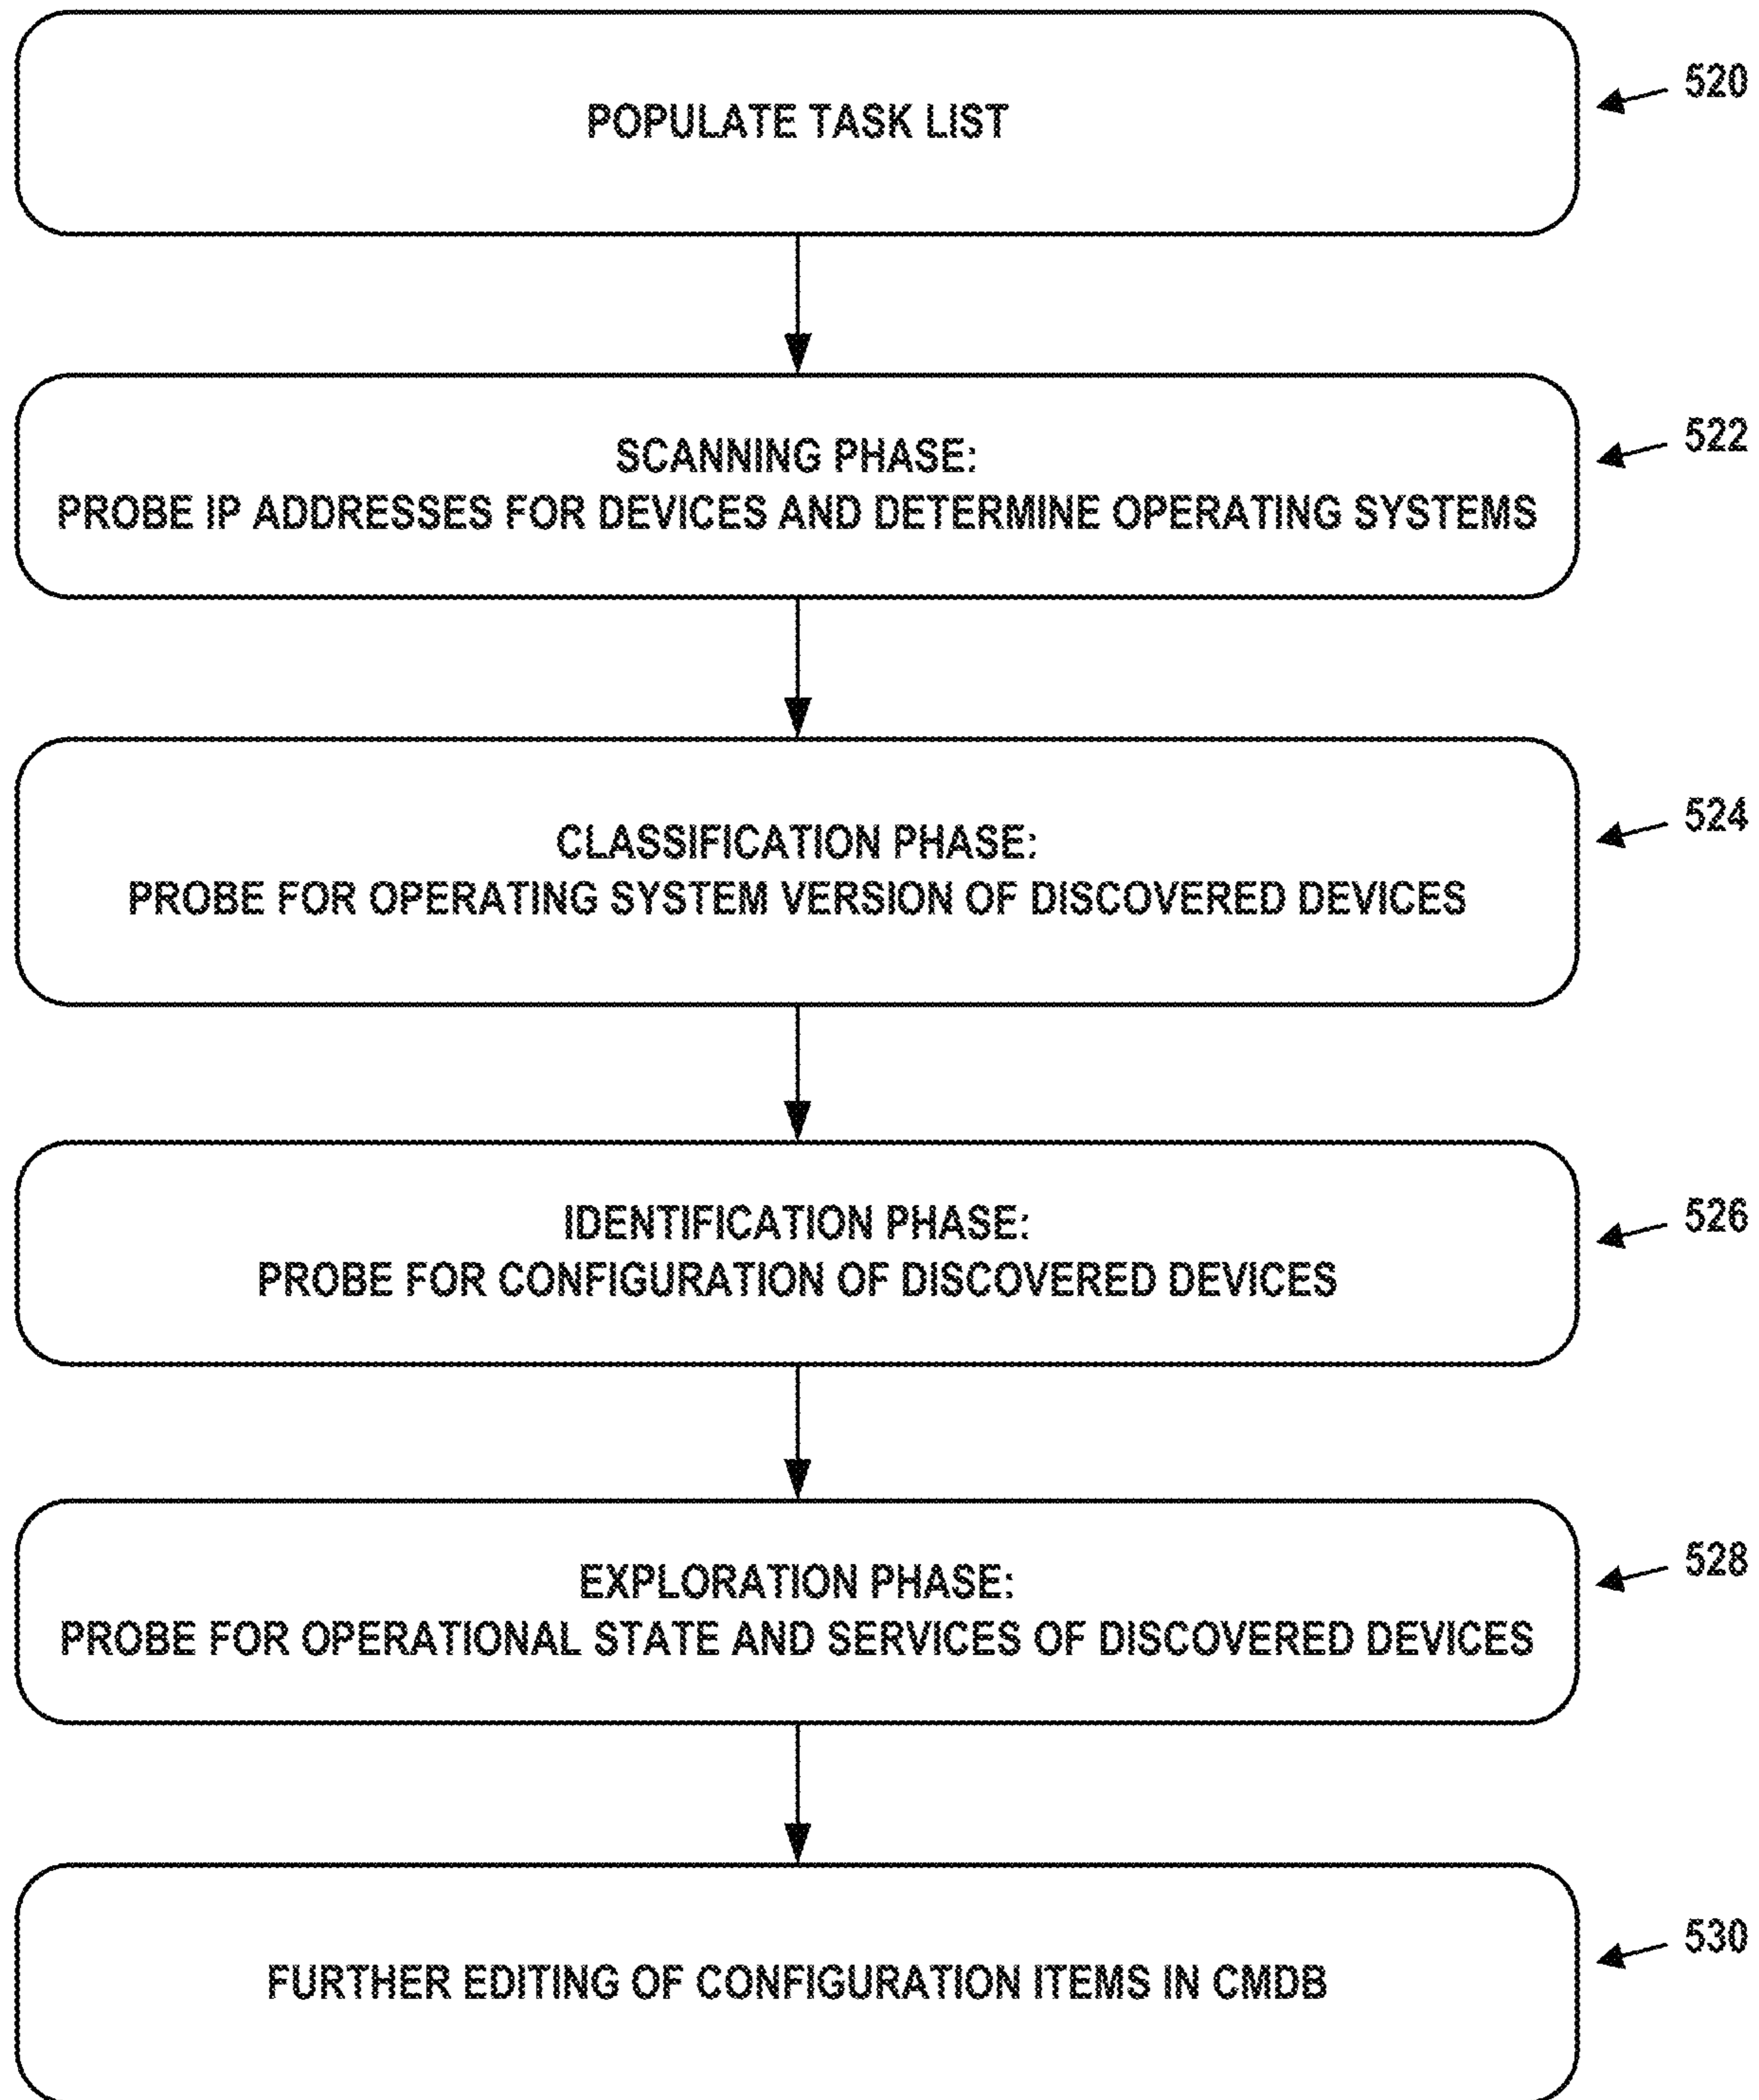 POPULATE TASK LIST
520
SCANNING PHASE:
PROBE IP ADDRESSES FOR DEVICES AND DETERMINE OPERATING SYSTEMS
522
CLASSIFICATION PHASE:
PROBE FOR OPERATING SYSTEM VERSION OF DISCOVERED DEVICES
524
IDENTIFICATION PHASE:
PROBE FOR CONFIGURATION OF DISCOVERED DEVICES
526
EXPLORATION PHASE:
PROBE FOR OPERATIONAL STATE AND SERVICES OF DISCOVERED DEVICES
528
FURTHER EDITING OF CONFIGURATION ITEMS IN CMDB
530